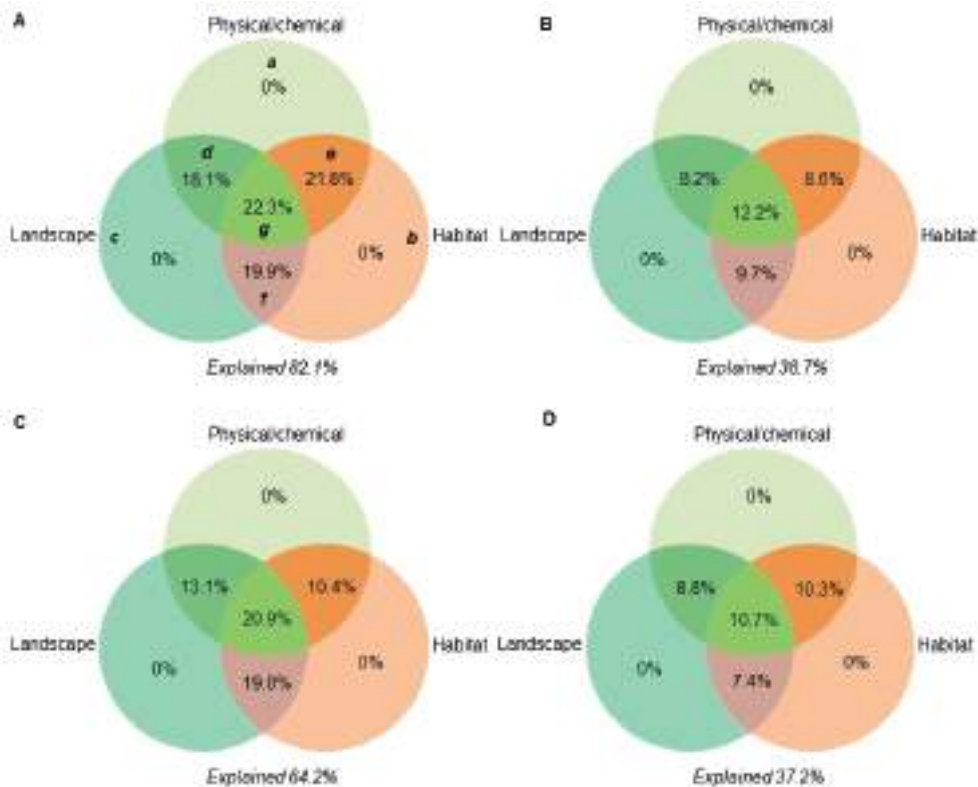 A
Physical/chemical
a
0%
d
e
18.1%
21.8%
22.3%
g
Landscape
c
b
Habitat
0%
0%
19.9%
f
Explained 82.1%
B
Physical/chemical
0%
8.2%
8.6%
12.2%
Landscape
Habitat
0%
0%
9.7%
Explained 38.7%
C
Physical/chemical
0%
13.1%
10.4%
20.9%
Landscape
Habitat
0%
0%
19.8%
Explained 64.2%
D
Physical/chemical
0%
8.8%
10.3%
10.7%
Landscape
Habitat
0%
0%
7.4%
Explained 37.2%